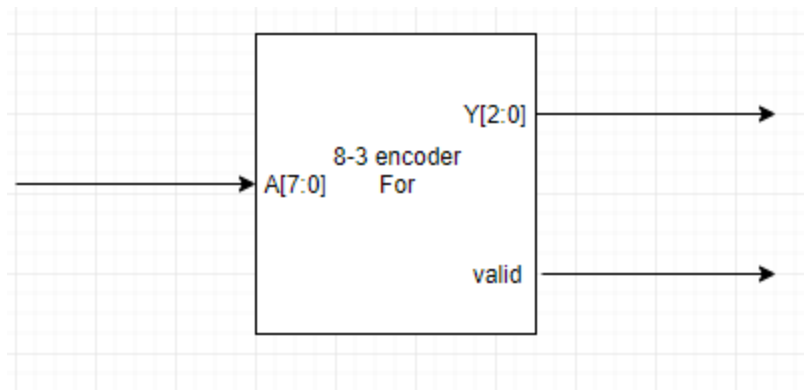 Y[2:0]
8-3 encoder
A[7:0] For
valid